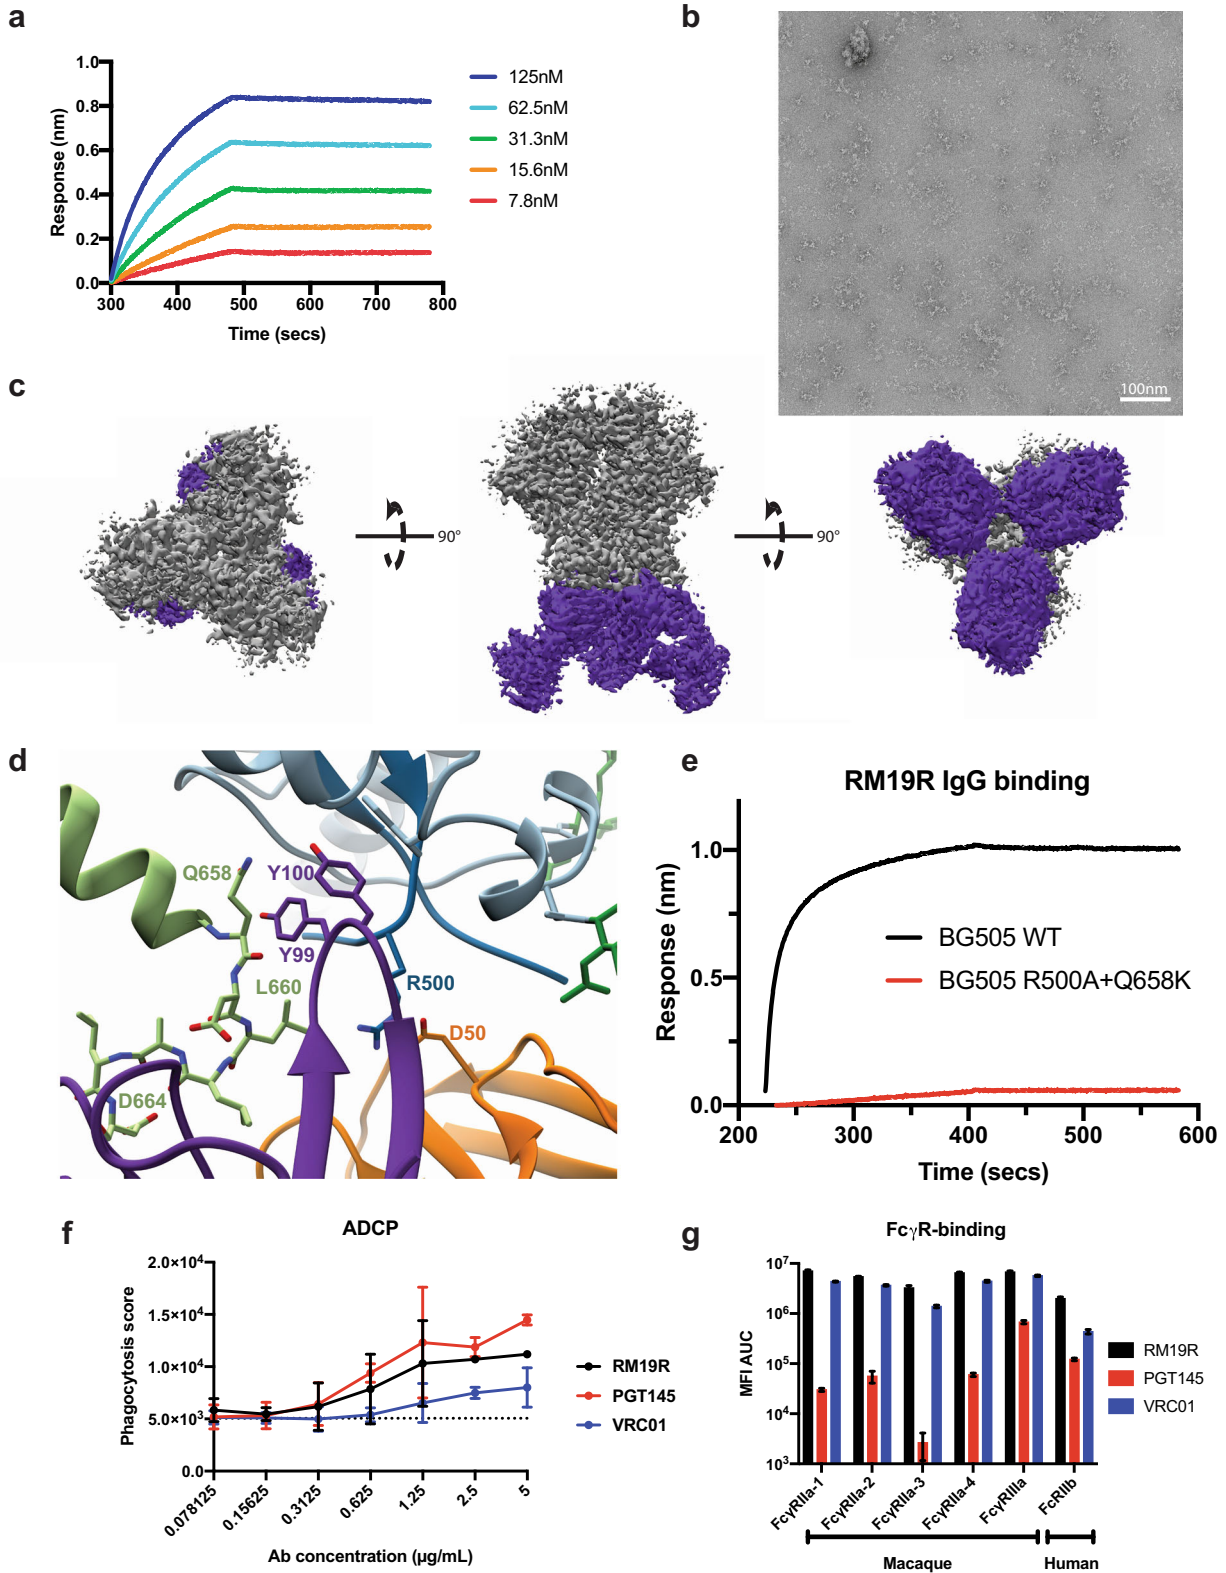 a
1.0
0.8
0.6
0.4
0.2
0.0
Response (nm)
300
400
500
600
700
800
Time (secs)
125nM
62.5nM
31.3nM
15.6nM
7.8nM
b
100nm
c
90°
90°
d
Q658
Y100
Y99
L660
R500
D50
D664
e
RM19R IgG binding
1.0
0.5
0.0
Response (nm)
BG505 WT
BG505 R500A+Q658K
200
300
400
500
600
Time (secs)
f
ADCP
2.0×10⁴
1.5×10⁴
1.0×10⁴
5.0×10³
0.0
Phagocytosis score
0.078125
0.15625
0.3125
0.625
1.25
2.5
5
Ab concentration (µg/mL)
RM19R
PGT145
VRC01
g
FcγR-binding
10⁷
10⁶
10⁵
10⁴
10³
MFI AUC
FcγRIIa-1
FcγRIIa-2
FcγRIIa-3
FcγRIIa-4
FcγRIIIa
FcRIIb
Macaque
Human
RM19R
PGT145
VRC01